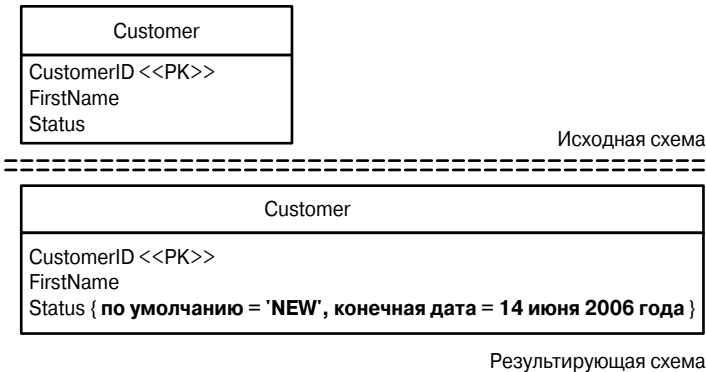 Customer
CustomerID <<PK>>
FirstName
Status
Исходная схема
Customer
CustomerID <<PK>>
FirstName
Status { по умолчанию = 'NEW', конечная дата = 14 июня 2006 года }
Результирующая схема